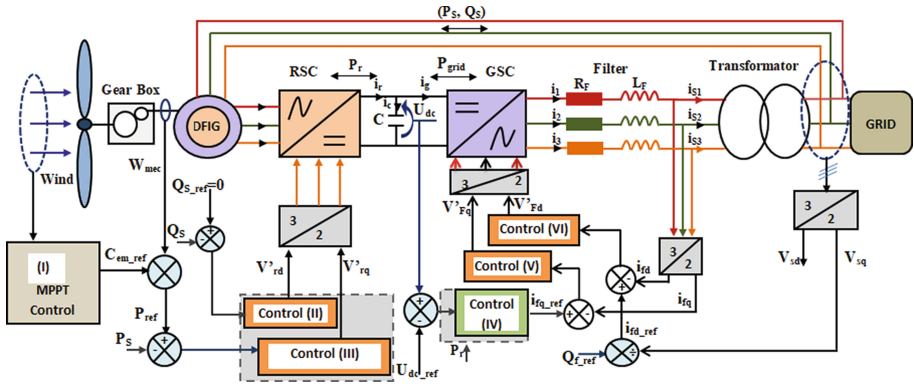 (P_S, Q_S)
RSC
P_r
i_r
i_c
C
i_g
P_grid
GSC
U_dc
Filter
R_F
L_F
Transformator
i_1
i_2
i_3
i_S1
i_S2
i_S3
Gear Box
DFIG
GRID
Wind
W_mec
Q_S_ref=0
Q_S
3
2
V'_rd
V'_rq
3
2
V'_Fq
V'_Fd
3
2
3
2
V_sd
V_sq
(I)
MPPT
Control
C_em_ref
P_ref
P_S
Control (II)
Control (III)
U_dc_ref
Control
(IV)
P_r
i_fq_ref
Control (VI)
Control (V)
i_fd
i_fq
i_fd_ref
Q_f_ref
÷